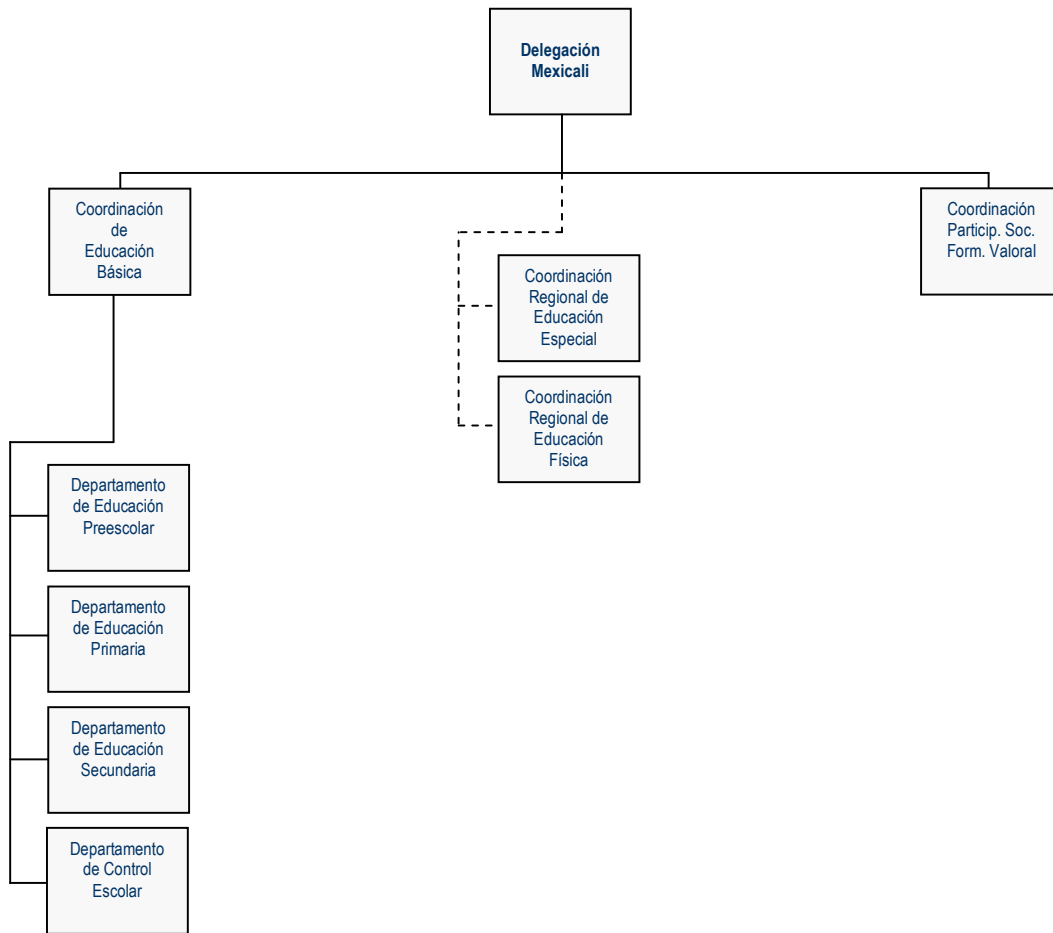 Delegación
Mexicali
Coordinación
de
Educación
Básica
Coordinación
Particip. Soc.
Form. Valoral
Coordinación
Regional de
Educación
Especial
Coordinación
Regional de
Educación
Física
Departamento
de Educación
Preescolar
Departamento
de Educación
Primaria
Departamento
de Educación
Secundaria
Departamento
de Control
Escolar